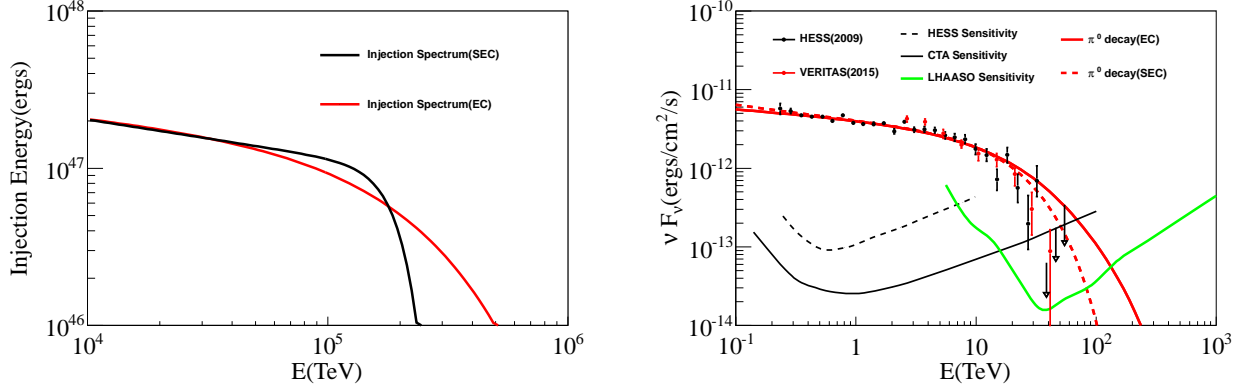 10^48
10^47
10^46
Injection Energy(ergs)
Injection Spectrum(SEC)
Injection Spectrum(EC)
10^4
10^5
10^6
E(TeV)
10^-10
10^-11
10^-12
10^-13
10^-14
ν F_ν(ergs/cm^2/s)
HESS(2009)
VERITAS(2015)
HESS Sensitivity
CTA Sensitivity
LHAASO Sensitivity
π^0 decay(EC)
π^0 decay(SEC)
10^-1
1
10
10^2
10^3
E(TeV)